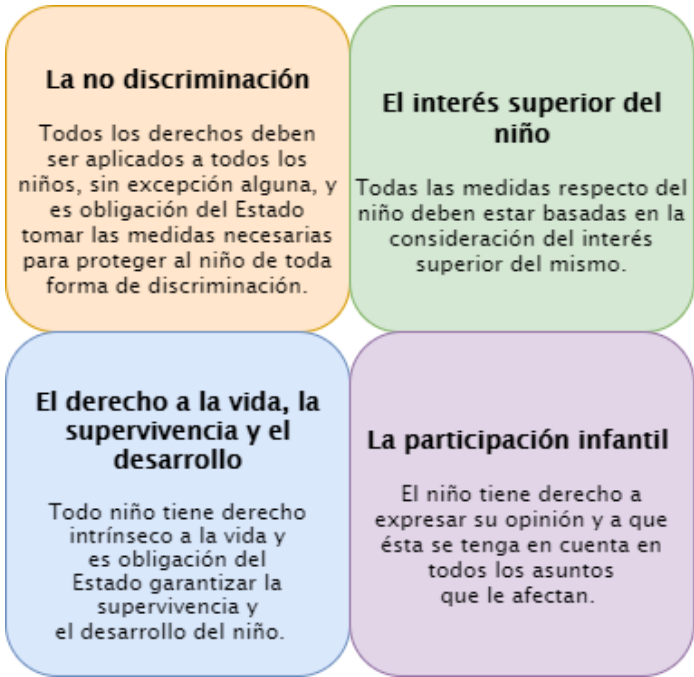 La no discriminación
Todos los derechos deben
ser aplicados a todos los
niños, sin excepción alguna, y
es obligación del Estado
tomar las medidas necesarias
para proteger al niño de toda
forma de discriminación.
El interés superior del
niño
Todas las medidas respecto del
niño deben estar basadas en la
consideración del interés
superior del mismo.
El derecho a la vida, la
supervivencia y el
desarrollo
Todo niño tiene derecho
intrínseco a la vida y
es obligación del
Estado garantizar la
supervivencia y
el desarrollo del niño.
La participación infantil
El niño tiene derecho a
expresar su opinión y a que
ésta se tenga en cuenta en
todos los asuntos
que le afectan.